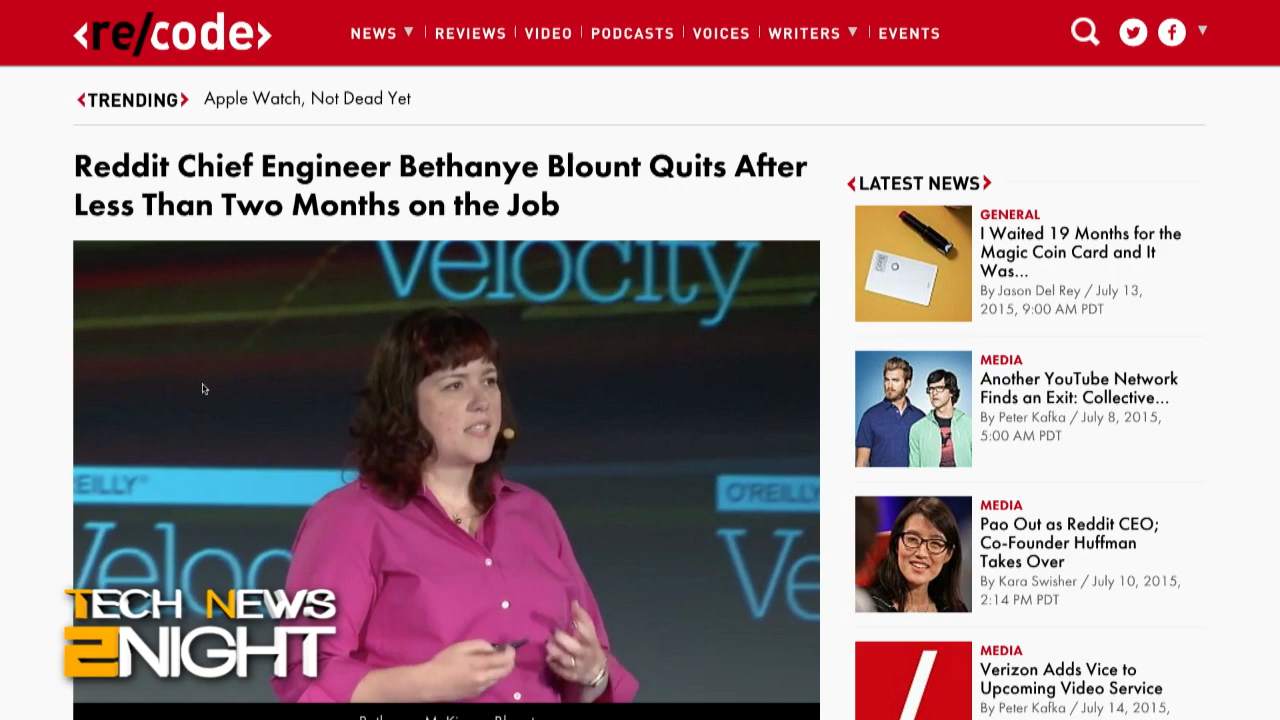 <re/code>
NEWS ▼ | REVIEWS | VIDEO | PODCASTS | VOICES | WRITERS ▼ | EVENTS
<TRENDING> Apple Watch, Not Dead Yet
Reddit Chief Engineer Bethanye Blount Quits After
Less Than Two Months on the Job
Velocity
EILLY
Veloc
O'REILLY
Ve
TECH NEWS
2NIGHT
<LATEST NEWS>
GENERAL
I Waited 19 Months for the
Magic Coin Card and It
Was...
By Jason Del Rey / July 13,
2015, 9:00 AM PDT
MEDIA
Another YouTube Network
Finds an Exit: Collective...
By Peter Kafka / July 8, 2015,
5:00 AM PDT
MEDIA
Pao Out as Reddit CEO;
Co-Founder Huffman
Takes Over
By Kara Swisher / July 10, 2015,
2:14 PM PDT
MEDIA
Verizon Adds Vice to
Upcoming Video Service
By Peter Kafka / July 14, 2015,